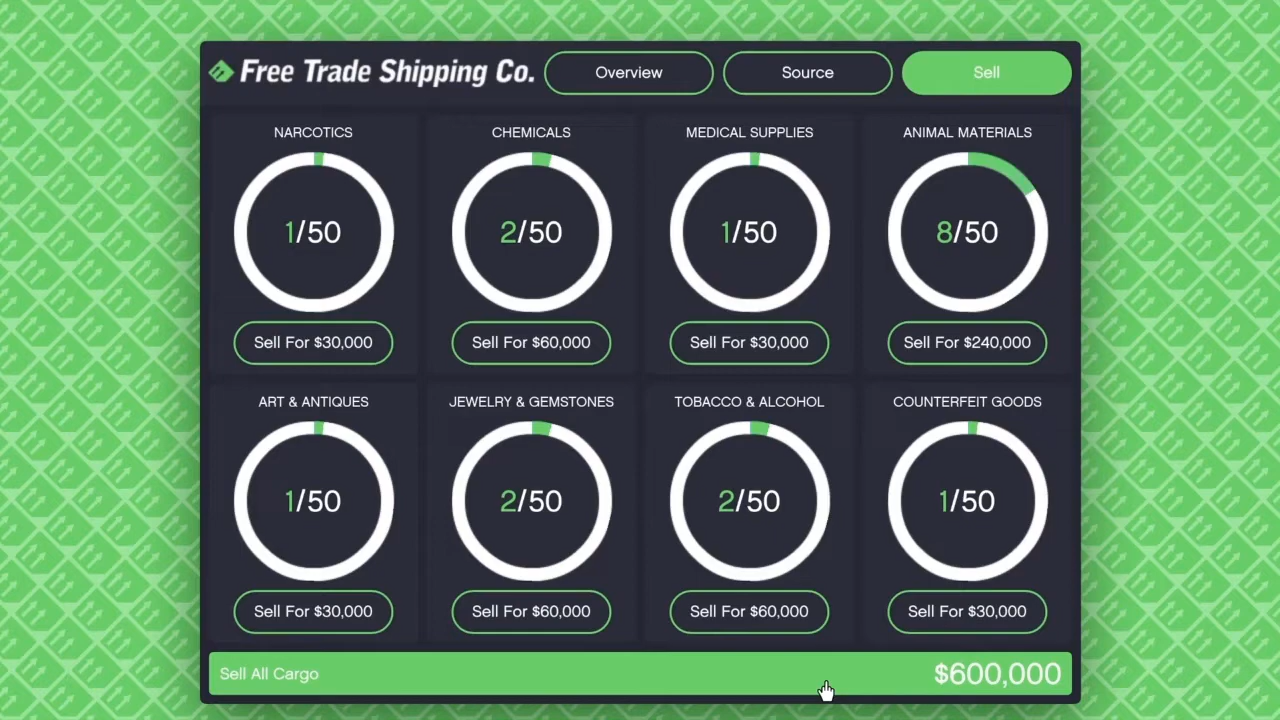 Free Trade Shipping Co.
Overview
Source
Sell
NARCOTICS
CHEMICALS
MEDICAL SUPPLIES
ANIMAL MATERIALS
1/50
2/50
1/50
8/50
Sell For $30,000
Sell For $60,000
Sell For $30,000
Sell For $240,000
ART & ANTIQUES
JEWELRY & GEMSTONES
TOBACCO & ALCOHOL
COUNTERFEIT GOODS
1/50
2/50
2/50
1/50
Sell For $30,000
Sell For $60,000
Sell For $60,000
Sell For $30,000
Sell All Cargo
$600,000